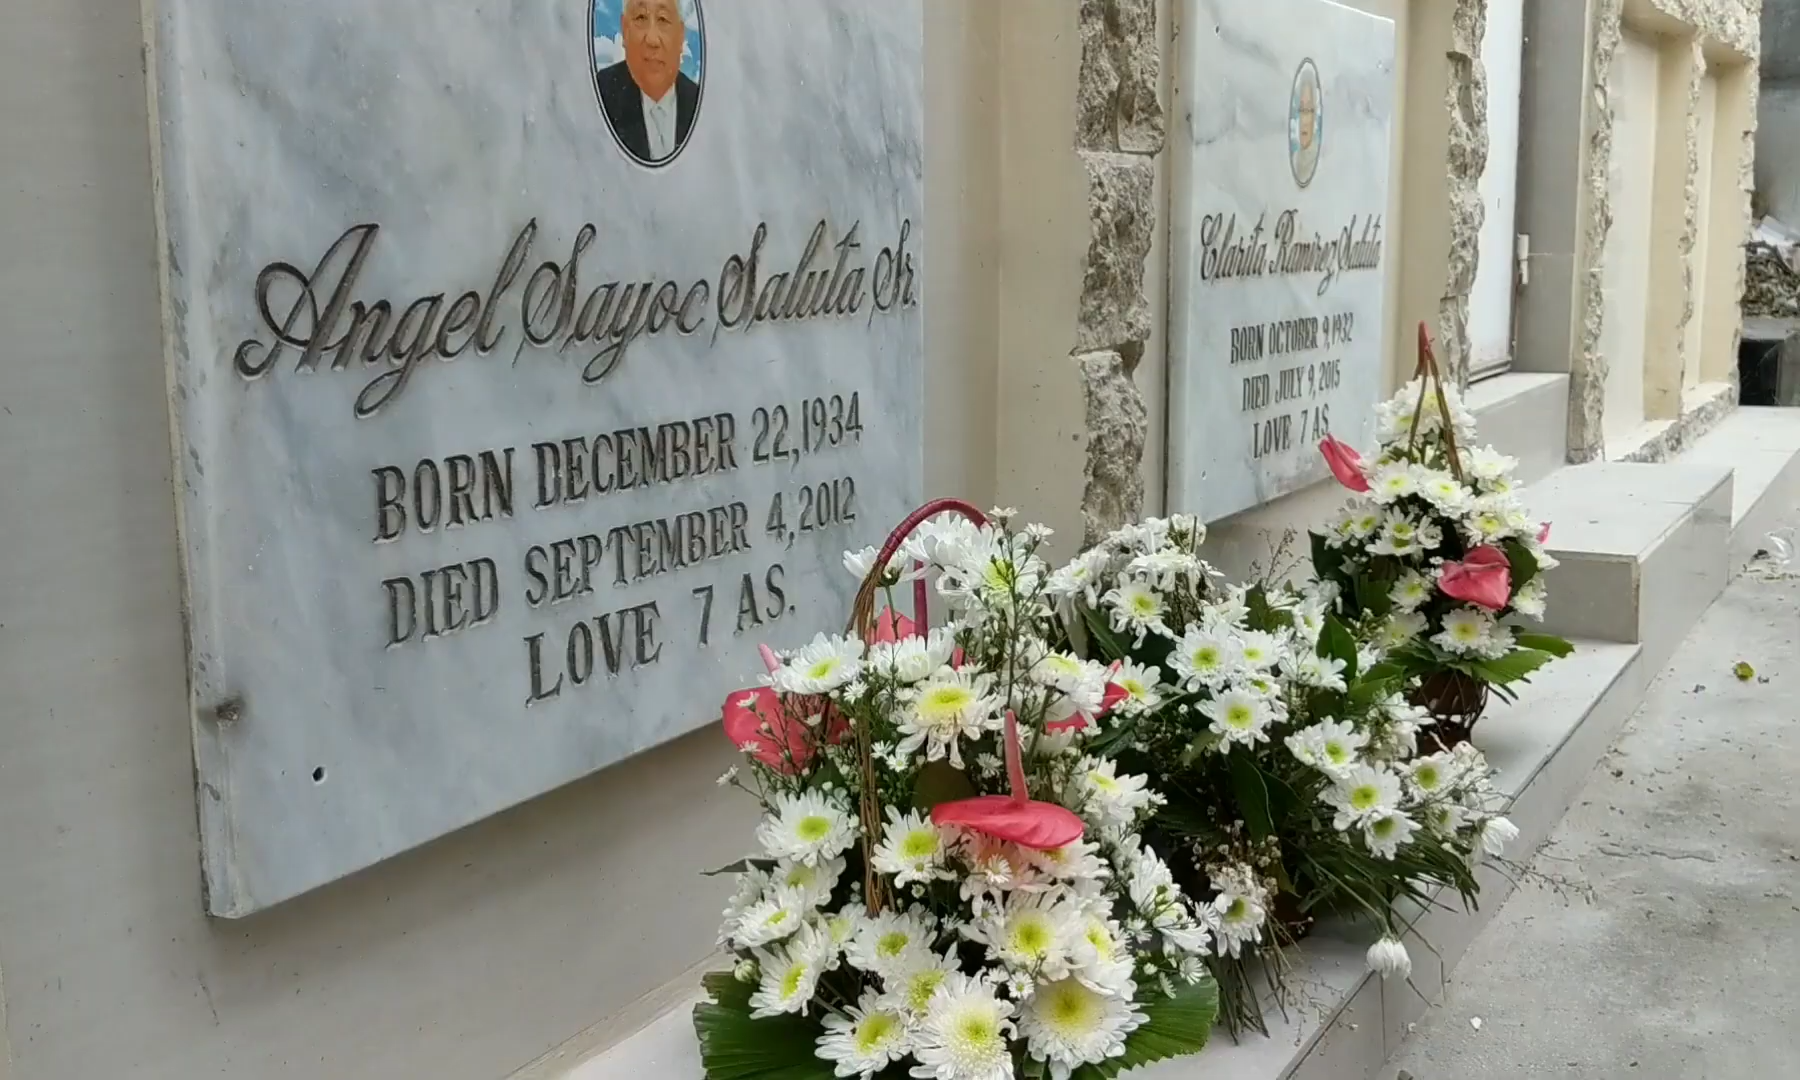 Angel Sayoc Saluta Sr.
BORN DECEMBER 22,1934
DIED SEPTEMBER 4,2012
LOVE 7 AS.
Clarita Ramirez Saluta
BORN OCTOBER 9,1932
DIED JULY 9,2015
LOVE 7 AS.